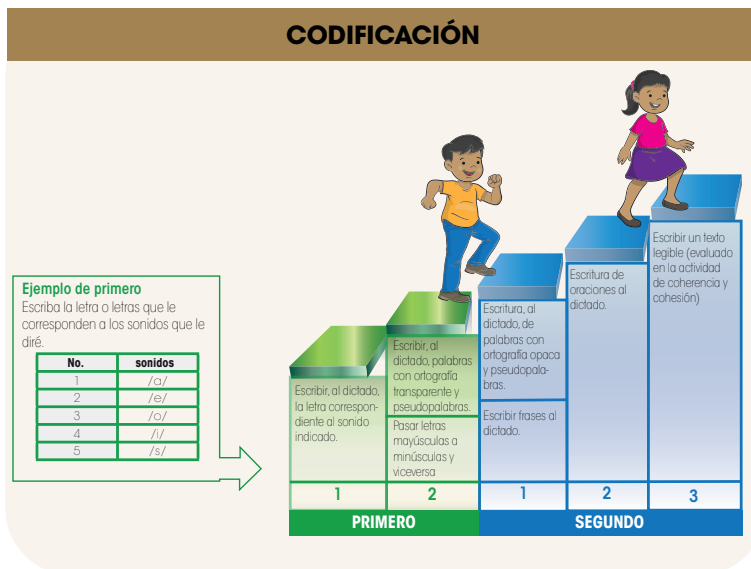 CODIFICACIÓN
Ejemplo de primero
Escriba la letra o letras que le
corresponden a los sonidos que le
diré.
No. sonidos
1 /a/
2 /e/
3 /o/
4 /i/
5 /s/
Escribir, al dictado,
la letra correspon-
diente al sonido
indicado.
Escribir, al
dictado, palabras
con ortografía
transparente y
pseudopalabras.
Pasar letras
mayúsculas a
minúsculas y
viceversa
Escritura, al
dictado, de
palabras con
ortografía opaca
y pseudopala-
bras.
Escribir frases al
dictado.
Escritura de
oraciones al
dictado.
Escribir un texto
legible (evaluado
en la actividad
de coherencia y
cohesión)
1 2 1 2 3
PRIMERO SEGUNDO